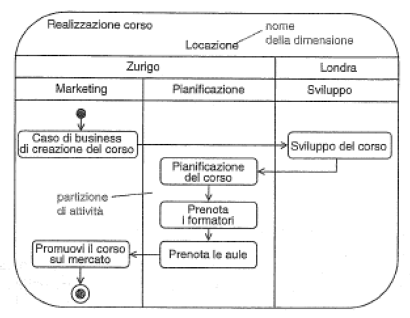 Realizzazione corso
nome
della dimensione
Locazione
Zurigo
Londra
Marketing
Pianificazione
Sviluppo
Caso di business
di creazione del corso
Sviluppo del corso
Pianificazione
del corso
partizione
di attività
Prenota
i formatori
Promuovi il corso
sul mercato
Prenota le aule